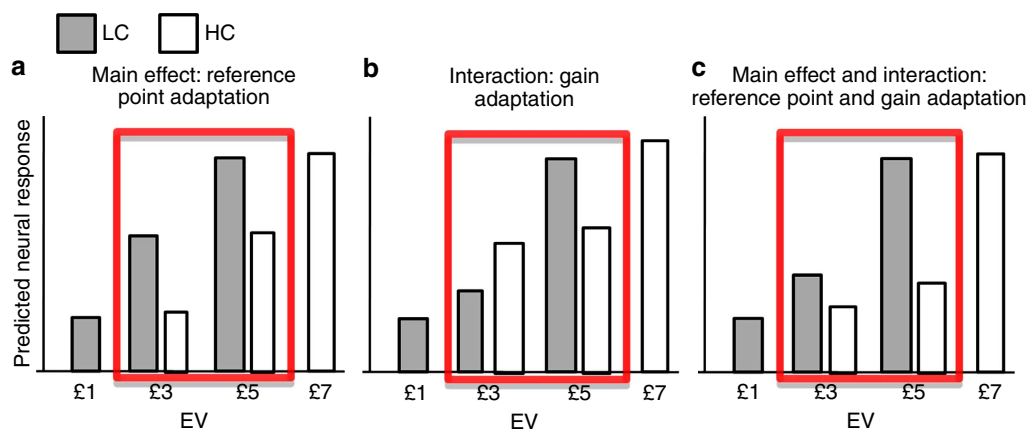 LC HC
a Main effect: reference
point adaptation
b Interaction: gain
adaptation
c Main effect and interaction:
reference point and gain adaptation
Predicted neural response
£1 £3 £5 £7
EV
£1 £3 £5 £7
EV
£1 £3 £5 £7
EV